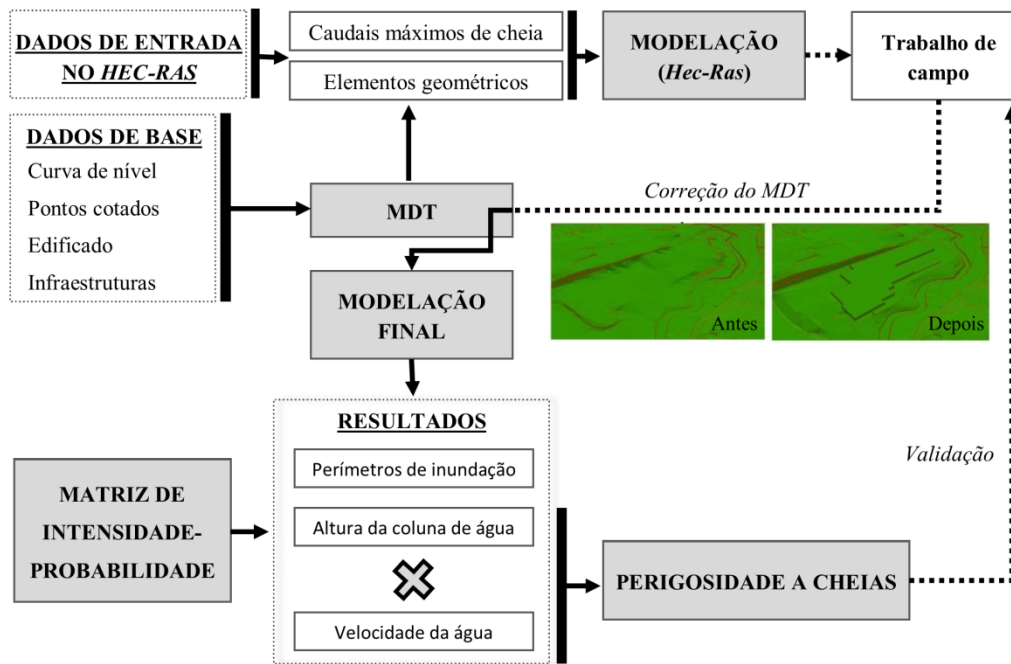 DADOS DE ENTRADA
NO HEC-RAS
Caudais máximos de cheia
Elementos geométricos
MODELAÇÃO
(Hec-Ras)
Trabalho de
campo
DADOS DE BASE
Curva de nível
Pontos cotados
Edificado
Infraestruturas
MDT
Correção do MDT
Antes
Depois
MODELAÇÃO
FINAL
RESULTADOS
Perímetros de inundação
Altura da coluna de água
Velocidade da água
MATRIZ DE
INTENSIDADE-
PROBABILIDADE
PERIGOSIDADE A CHEIAS
Validação